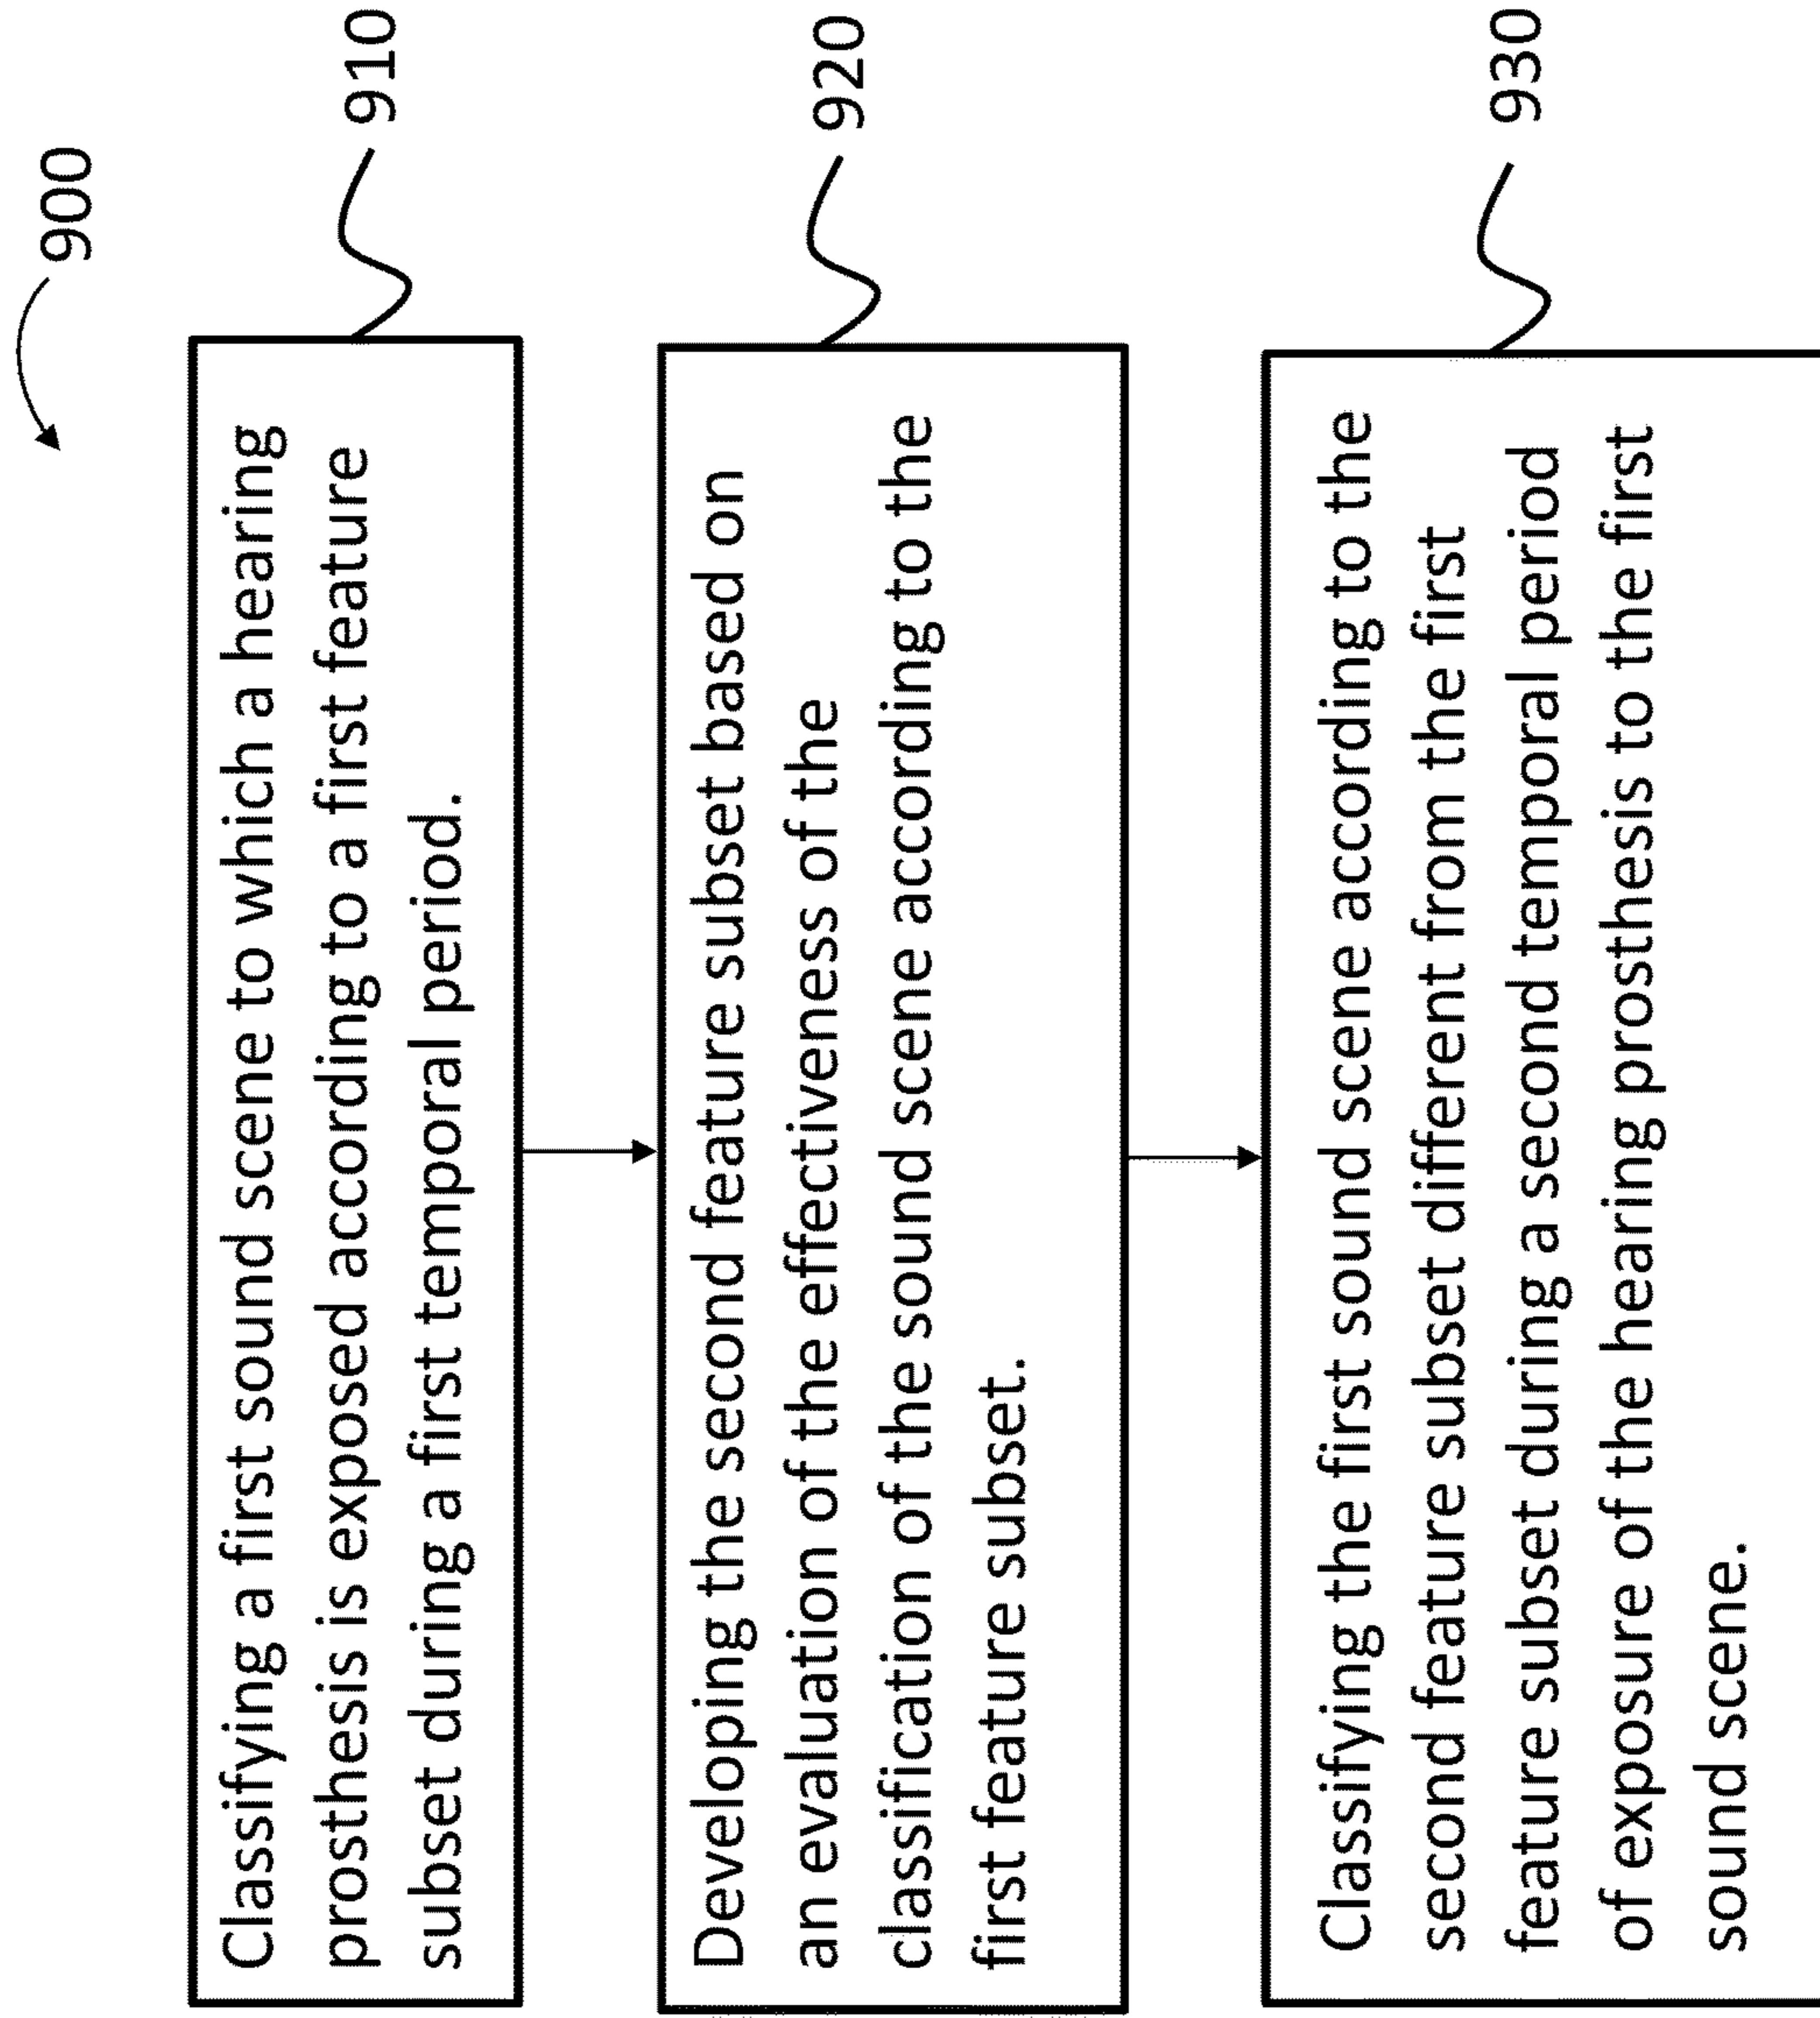 900
Classifying a first sound scene to which a hearing
prosthesis is exposed according to a first feature
subset during a first temporal period.
910
Developing the second feature subset based on
an evaluation of the effectiveness of the
classification of the sound scene according to the
first feature subset.
920
Classifying the first sound scene according to the
second feature subset different from the first
feature subset during a second temporal period
of exposure of the hearing prosthesis to the first
sound scene.
930